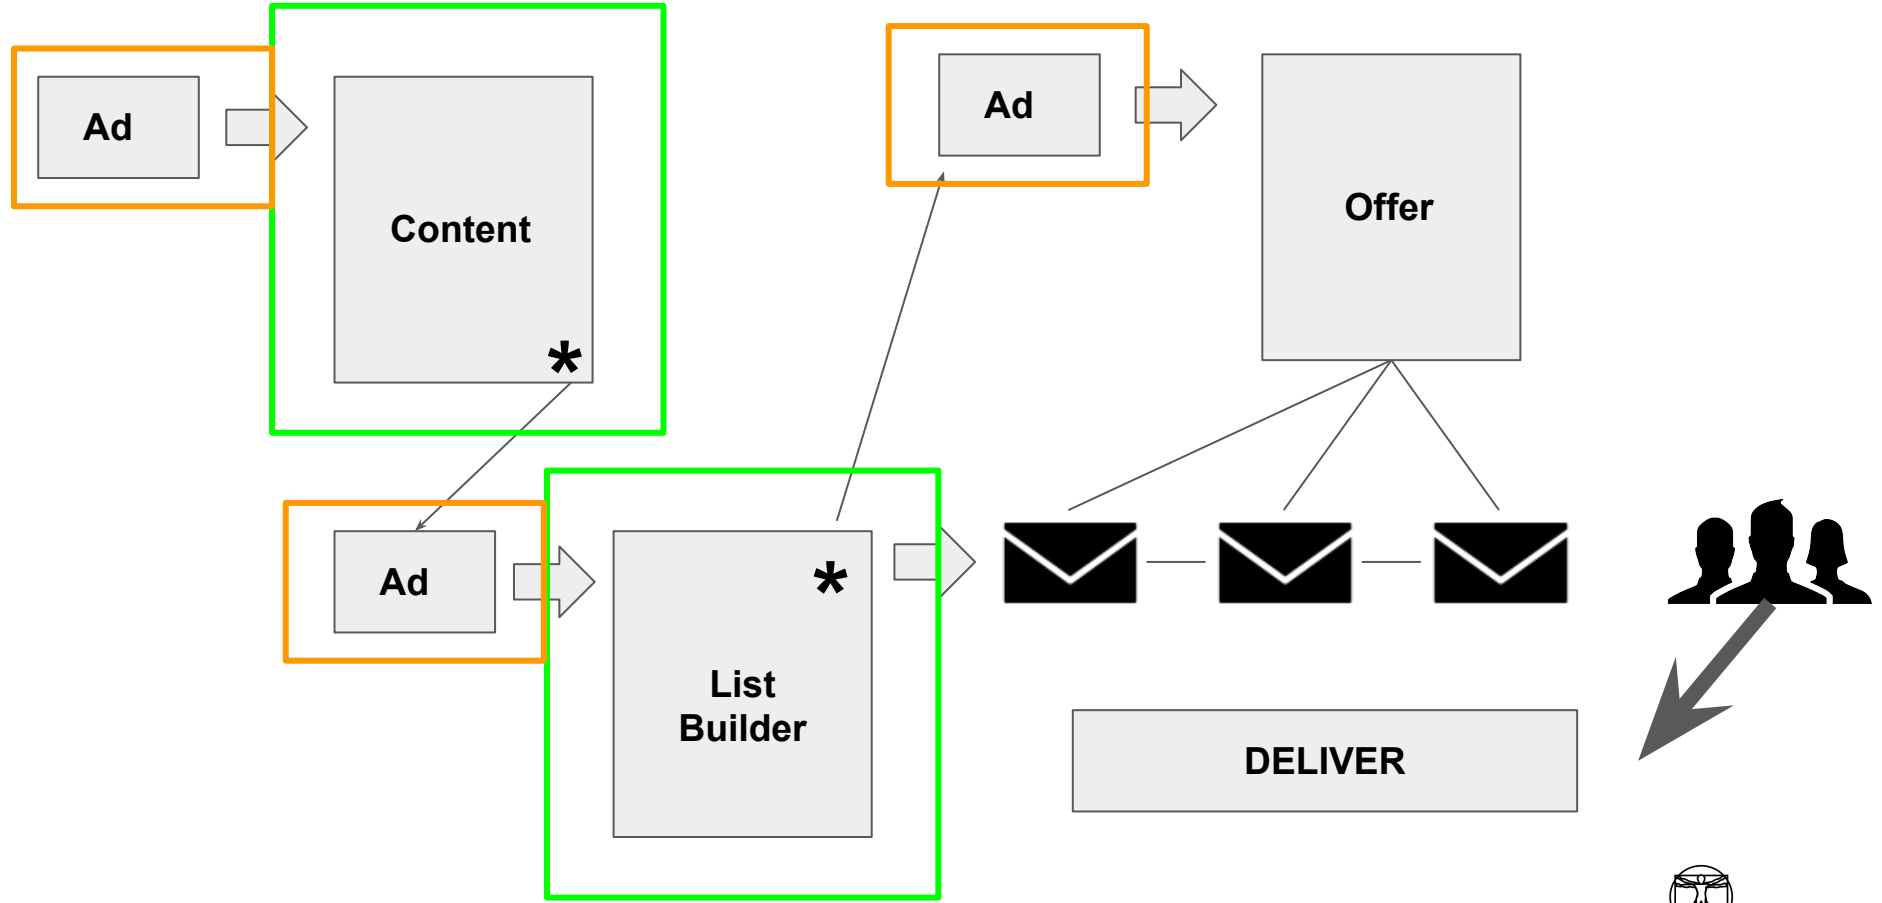 Ad
Content
*
Ad
Offer
Ad
*
List
Builder
DELIVER